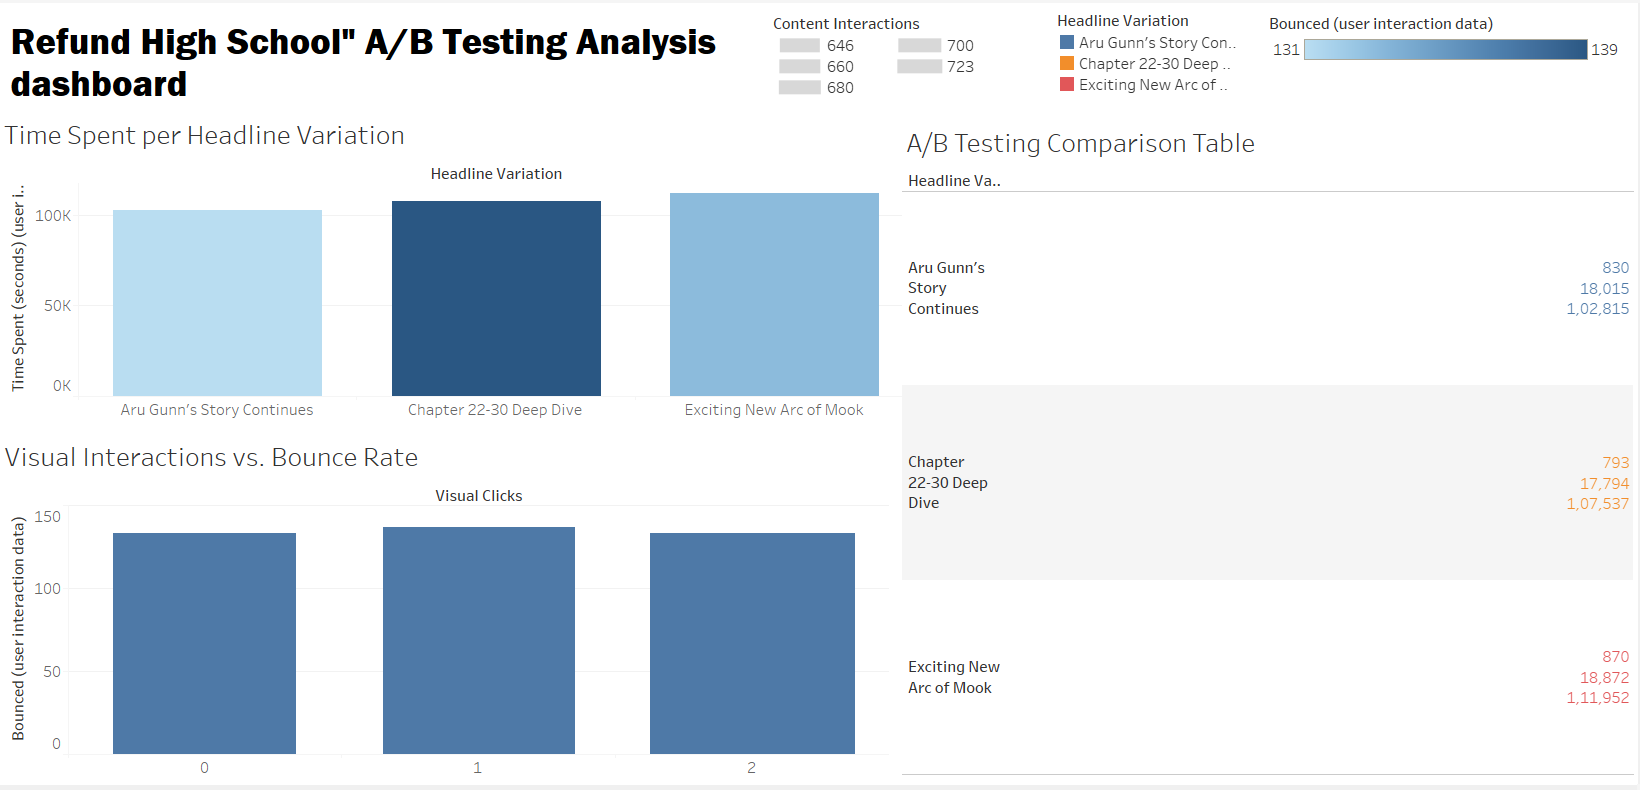 Refund High School" A/B Testing Analysis
dashboard
Content Interactions
646
700
660
723
680
Headline Variation
Aru Gunn's Story Con..
Chapter 22-30 Deep ..
Exciting New Arc of ..
Bounced (user interaction data)
131
139
Time Spent per Headline Variation
Headline Variation
Time Spent (seconds) (user i..
100K
50K
0K
Aru Gunn's Story Continues
Chapter 22-30 Deep Dive
Exciting New Arc of Mook
Visual Interactions vs. Bounce Rate
Visual Clicks
Bounced (user interaction data)
150
100
50
0
0
1
2
A/B Testing Comparison Table
Headline Va..
Aru Gunn's
Story
Continues
830
18,015
1,02,815
Chapter
22-30 Deep
Dive
793
17,794
1,07,537
Exciting New
Arc of Mook
870
18,872
1,11,952